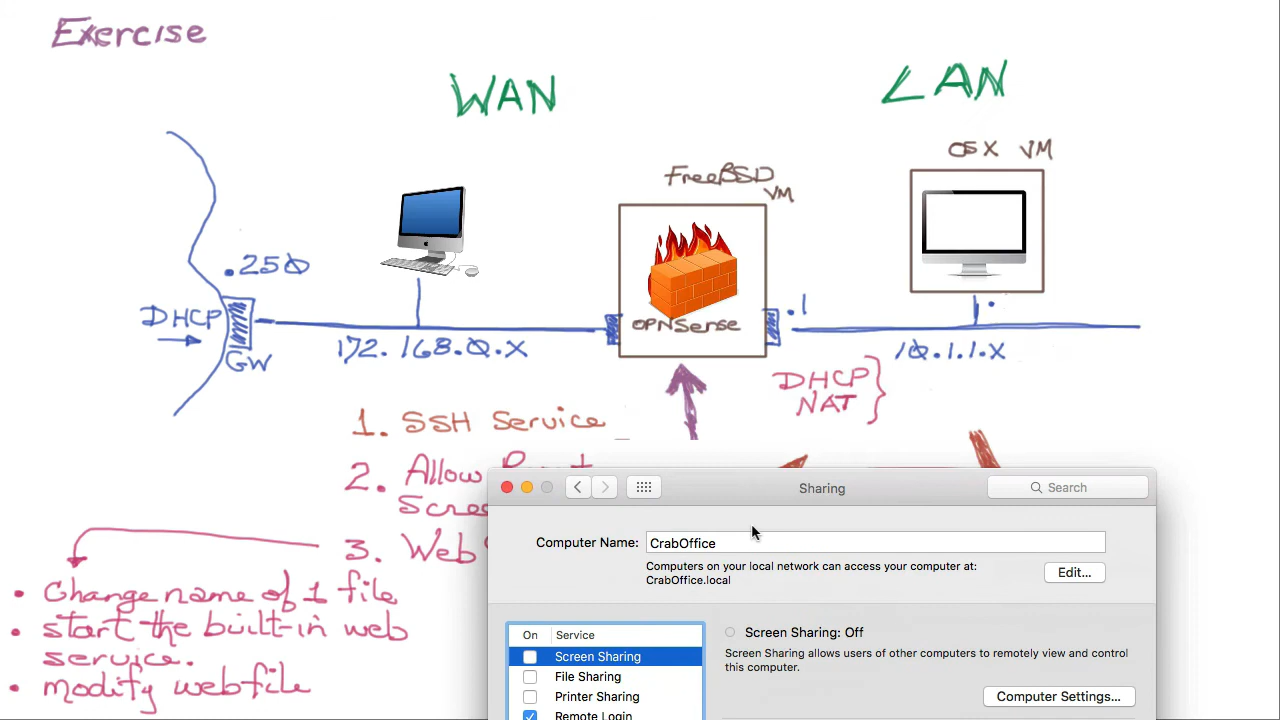 Exercise
WAN
LAN
OSX VM
FreeBSD
VM
.250
DHCP
GW
172.168.0.X
OPNSense
.1
10.1.1.X
DHCP
NAT
1. SSH Service
2. Allow
3. Web
• Change name of 1 file
• start the built-in web
service.
• modify webfile
Sharing
Search
Computer Name: CrabOffice
Computers on your local network can access your computer at:
CrabOffice.local
Edit...
On Service
Screen Sharing
File Sharing
Printer Sharing
Remote Login
Screen Sharing: Off
Screen Sharing allows users of other computers to remotely view and control
this computer.
Computer Settings...